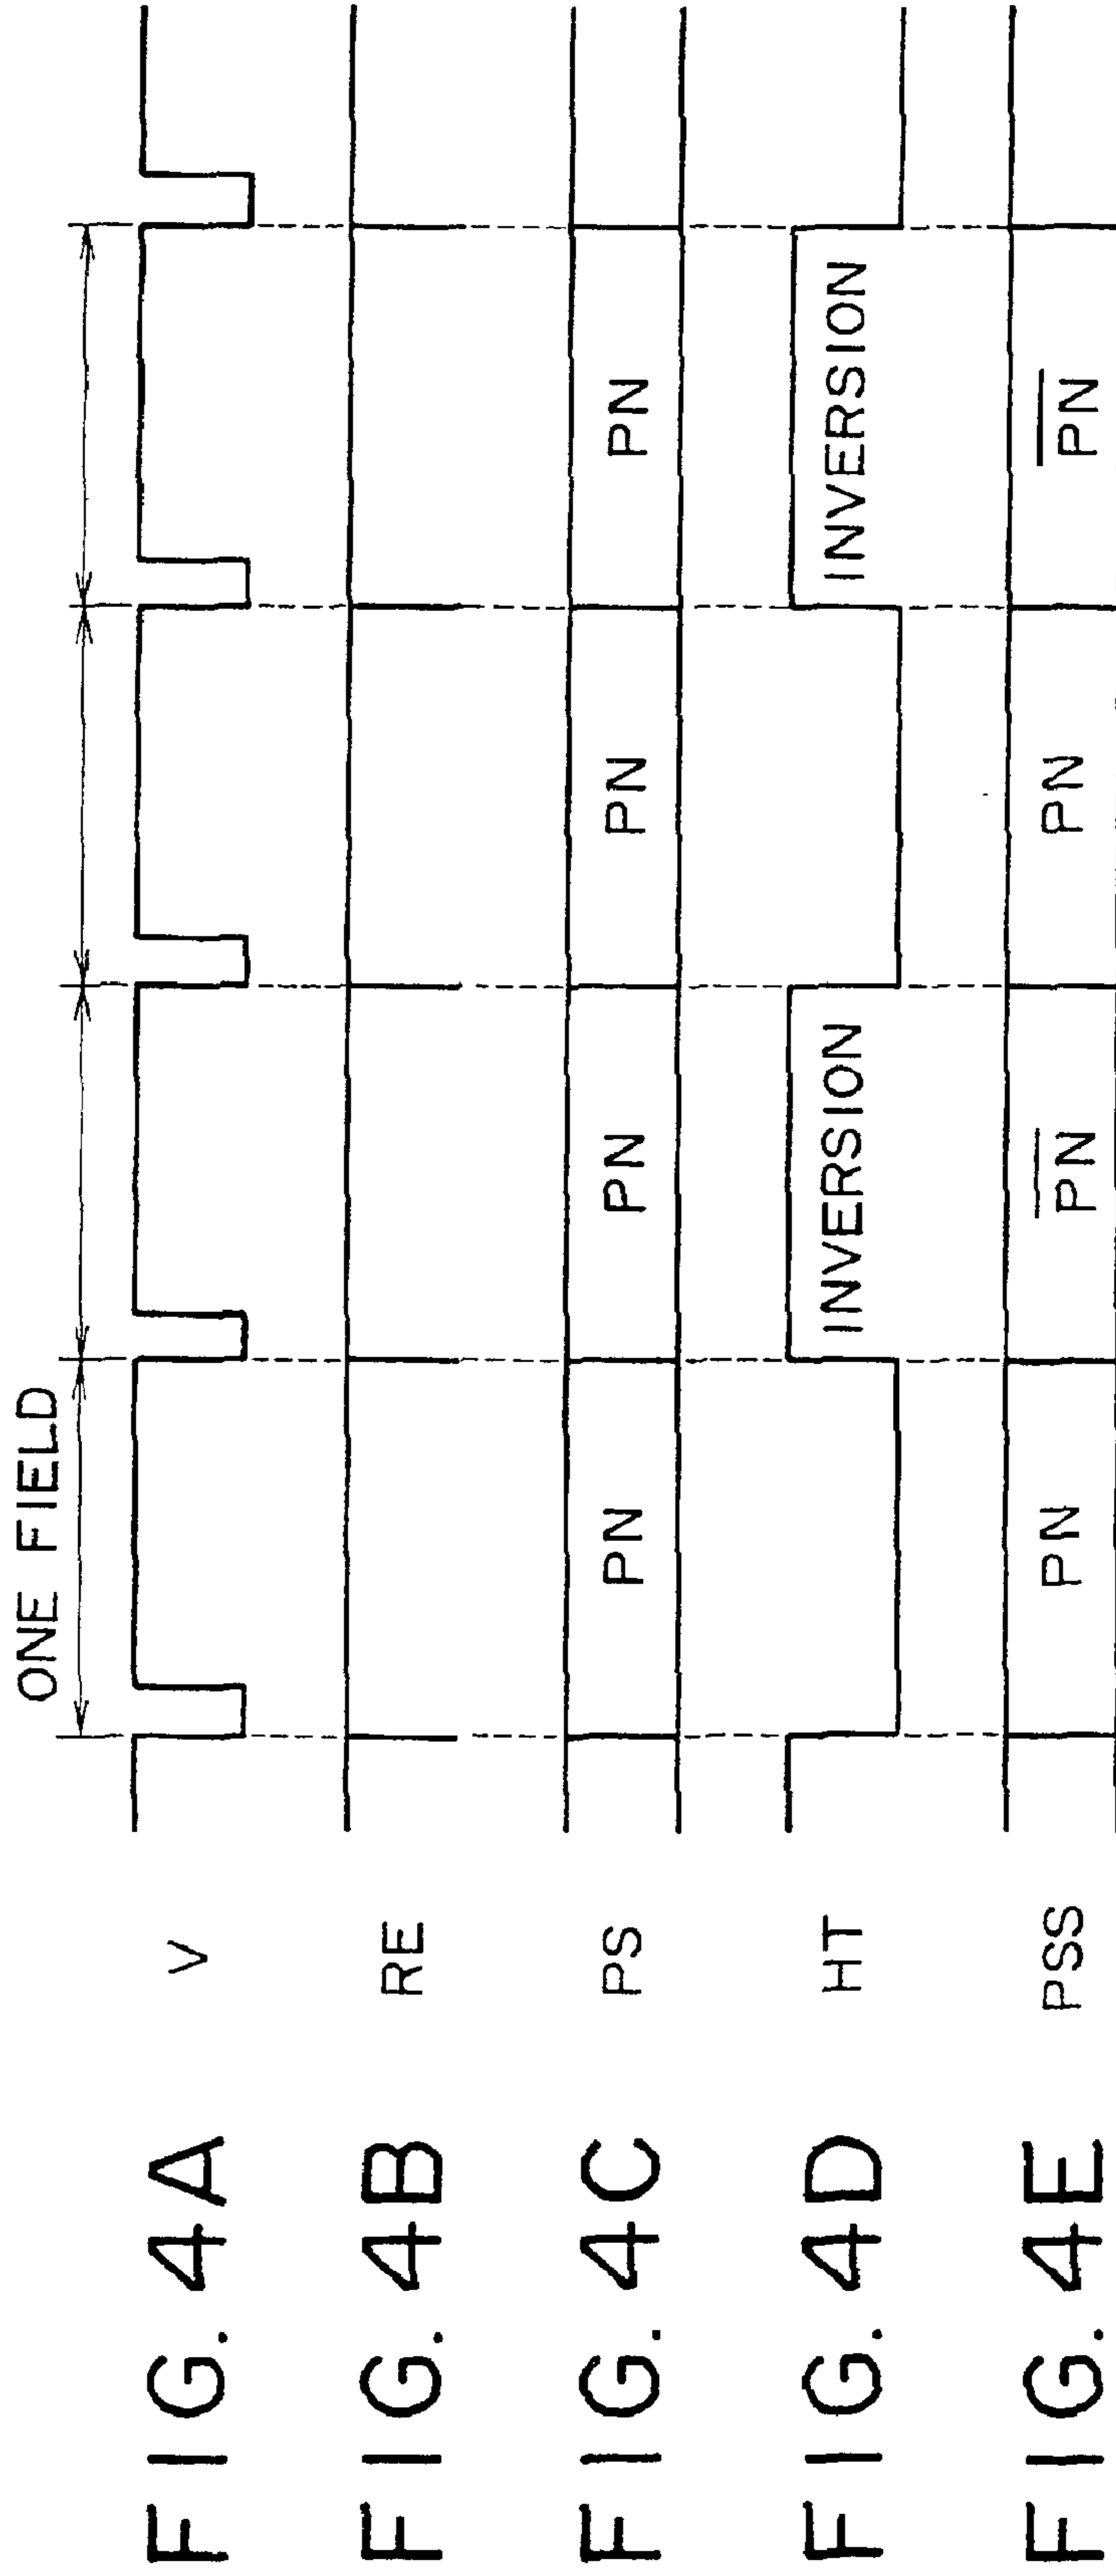 ONE FIELD
FIG. 4A V
FIG. 4B RE
FIG. 4C PS PN PN PN PN
FIG. 4D HT INVERSION INVERSION
FIG. 4E PSS PN P̅N̅ PN P̅N̅